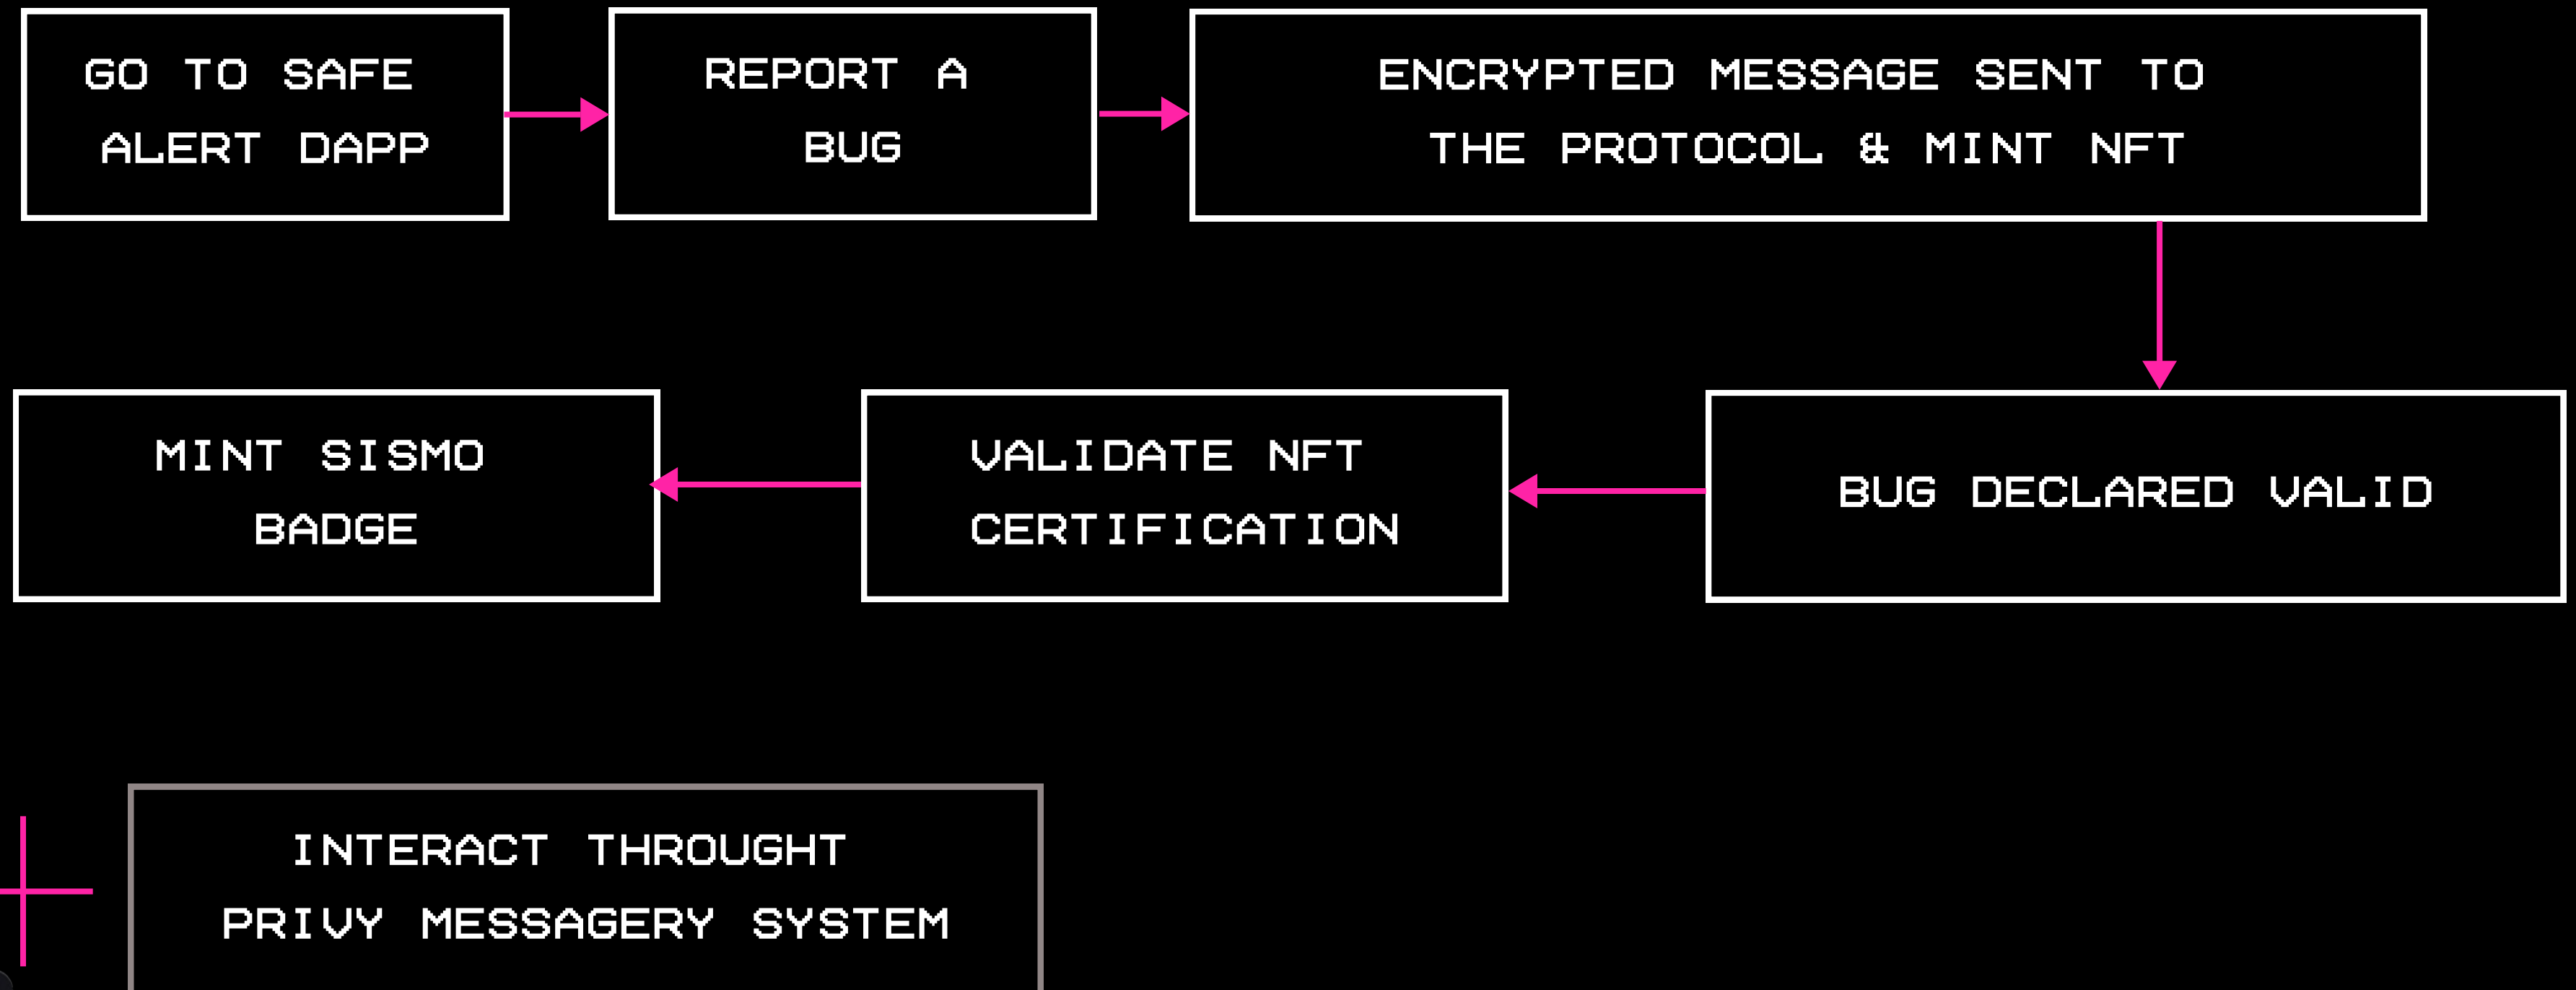 GO TO SAFE
ALERT DAPP
REPORT A
BUG
ENCRYPTED MESSAGE SENT TO
THE PROTOCOL & MINT NFT
BUG DECLARED VALID
VALIDATE NFT
CERTIFICATION
MINT SISMO
BADGE
INTERACT THROUGHT
PRIVY MESSAGERY SYSTEM